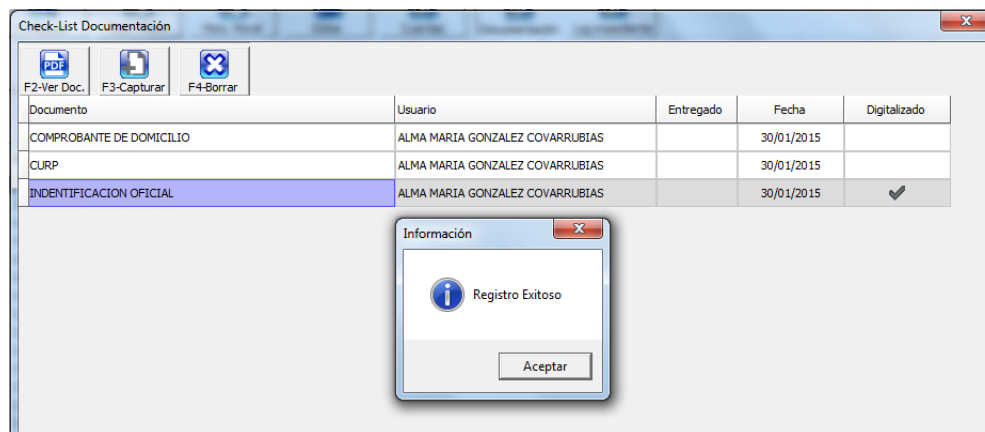 Check-List Documentación
PDF
F2-Ver Doc. F3-Capturar F4-Borrar
Documento Usuario Entregado Fecha Digitalizado
COMPROBANTE DE DOMICILIO ALMA MARIA GONZALEZ COVARRUBIAS 30/01/2015
CURP ALMA MARIA GONZALEZ COVARRUBIAS 30/01/2015
INDENTIFICACION OFICIAL ALMA MARIA GONZALEZ COVARRUBIAS 30/01/2015
Información
Registro Exitoso
Aceptar